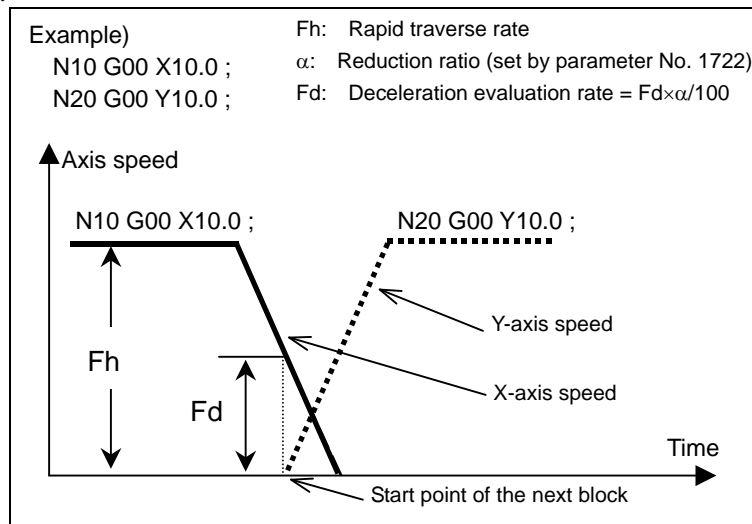 Example)
N10 G00 X10.0 ;
N20 G00 Y10.0 ;
Fh: Rapid traverse rate
α: Reduction ratio (set by parameter No. 1722)
Fd: Deceleration evaluation rate = Fd×α/100
Axis speed
N10 G00 X10.0 ;
N20 G00 Y10.0 ;
Y-axis speed
X-axis speed
Fh
Fd
Time
Start point of the next block